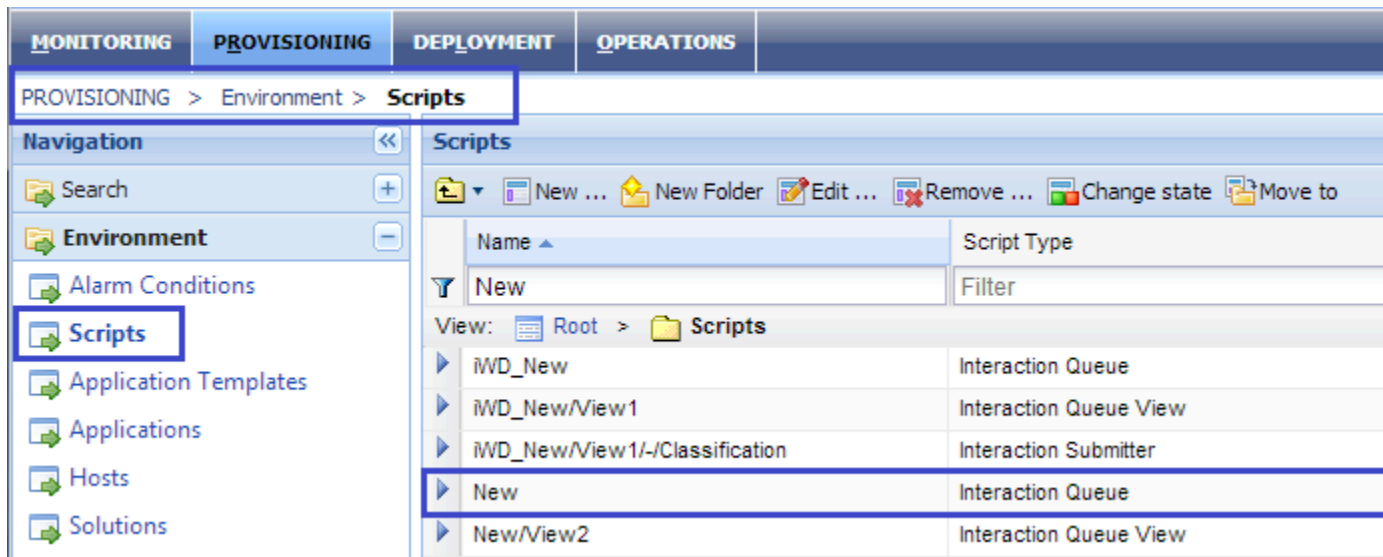 MONITORING PROVISIONING DEPLOYMENT OPERATIONS
PROVISIONING > Environment > Scripts
Navigation
Search
Environment
Alarm Conditions
Scripts
Application Templates
Applications
Hosts
Solutions
Scripts
New ... New Folder Edit ... Remove ... Change state Move to
Name Script Type
New Filter
View: Root > Scripts
iWD_New Interaction Queue
iWD_New/View1 Interaction Queue View
iWD_New/View1/-/Classification Interaction Submitter
New Interaction Queue
New/View2 Interaction Queue View